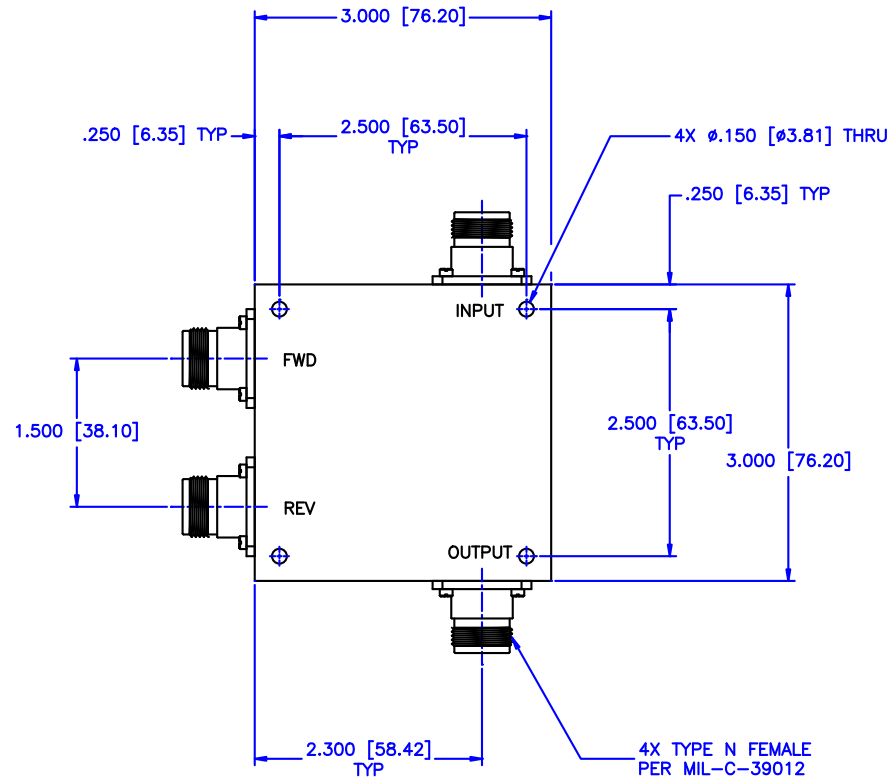 3.000 [76.20]
.250 [6.35] TYP
2.500 [63.50]
TYP
4X ø.150 [ø3.81] THRU
.250 [6.35] TYP
INPUT
FWD
1.500 [38.10]
2.500 [63.50]
TYP
3.000 [76.20]
REV
OUTPUT
2.300 [58.42]
TYP
4X TYPE N FEMALE
PER MIL-C-39012